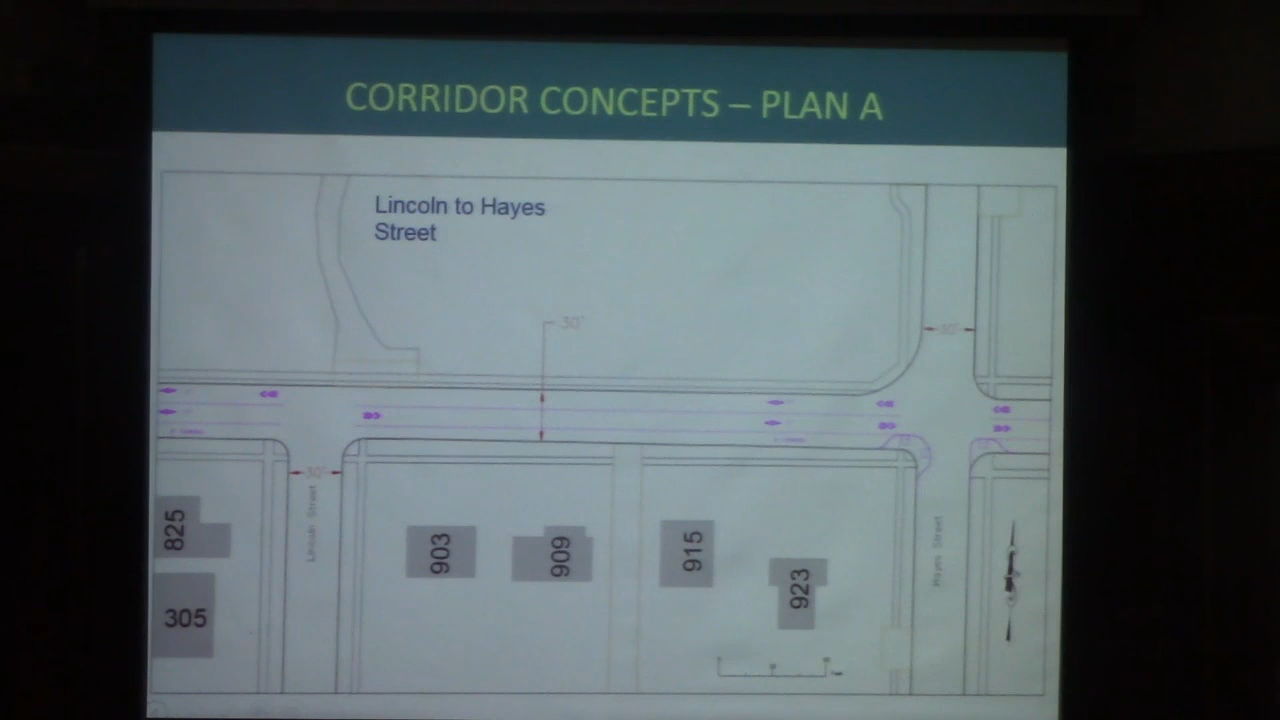 CORRIDOR CONCEPTS – PLAN A
Lincoln to Hayes
Street
30'
30'
30'
Lincoln Street
Hayes Street
825
305
903
909
915
923